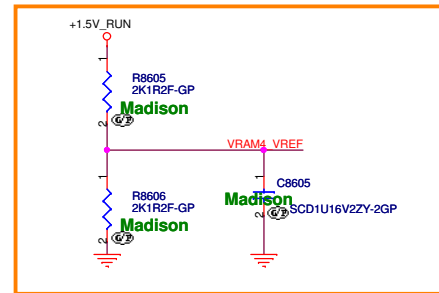 +1.5V_RUN
1
R8605
2K1R2F-GP
Madison
2
G/P
VRAM4_VREF
1
R8606
2K1R2F-GP
Madison
2
G/P
1
C8605
Madison
2
G/P
SCD1U16V2ZY-2GP